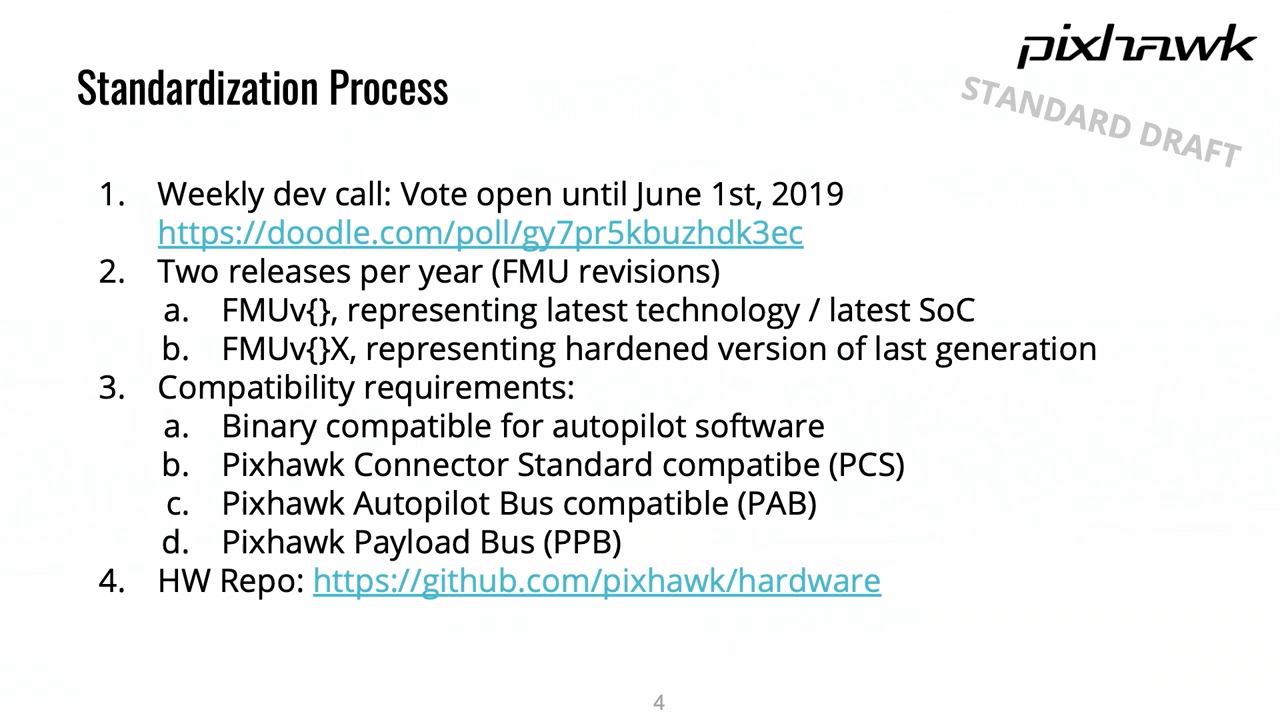 pixhawk
Standardization Process
STANDARD DRAFT
1. Weekly dev call: Vote open until June 1st, 2019
https://doodle.com/poll/gy7pr5kbuzhdk3ec
2. Two releases per year (FMU revisions)
a. FMUv{}, representing latest technology / latest SoC
b. FMUv{}X, representing hardened version of last generation
3. Compatibility requirements:
a. Binary compatible for autopilot software
b. Pixhawk Connector Standard compatibe (PCS)
c. Pixhawk Autopilot Bus compatible (PAB)
d. Pixhawk Payload Bus (PPB)
4. HW Repo: https://github.com/pixhawk/hardware
4